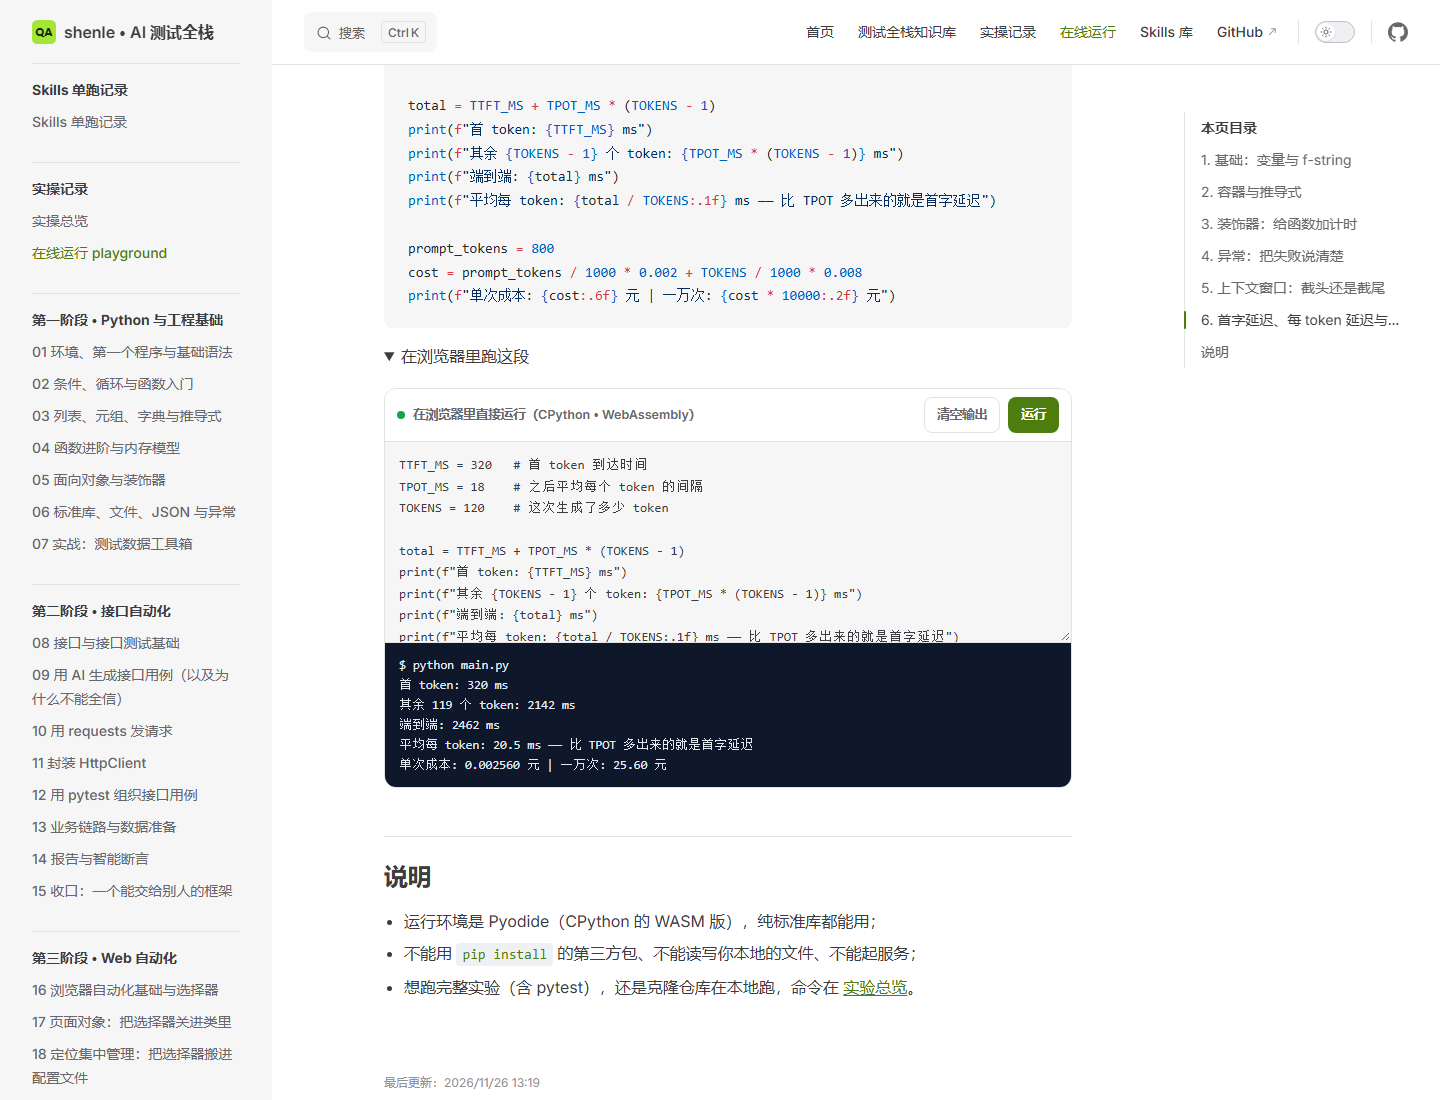 QA shenle • AI 测试全栈
搜索 Ctrl K
首页 测试全栈知识库 实操记录 在线运行 Skills 库 GitHub
Skills 单跑记录
Skills 单跑记录
实操记录
实操总览
在线运行 playground
第一阶段 • Python 与工程基础
01 环境、第一个程序与基础语法
02 条件、循环与函数入门
03 列表、元组、字典与推导式
04 函数进阶与内存模型
05 面向对象与装饰器
06 标准库、文件、JSON 与异常
07 实战：测试数据工具箱
第二阶段 • 接口自动化
08 接口与接口测试基础
09 用 AI 生成接口用例（以及为
什么不能全信）
10 用 requests 发请求
11 封装 HttpClient
12 用 pytest 组织接口用例
13 业务链路与数据准备
14 报告与智能断言
15 收口：一个能交给别人的框架
第三阶段 • Web 自动化
16 浏览器自动化基础与选择器
17 页面对象：把选择器关进类里
18 定位集中管理：把选择器搬进
配置文件
total = TTFT_MS + TPOT_MS * (TOKENS - 1)
print(f"首 token: {TTFT_MS} ms")
print(f"其余 {TOKENS - 1} 个 token: {TPOT_MS * (TOKENS - 1)} ms")
print(f"端到端: {total} ms")
print(f"平均每 token: {total / TOKENS:.1f} ms —— 比 TPOT 多出来的就是首字延迟")
prompt_tokens = 800
cost = prompt_tokens / 1000 * 0.002 + TOKENS / 1000 * 0.008
print(f"单次成本: {cost:.6f} 元 | 一万次: {cost * 10000:.2f} 元")
▼ 在浏览器里跑这段
在浏览器里直接运行（CPython • WebAssembly）
清空输出 运行
TTFT_MS = 320 # 首 token 到达时间
TPOT_MS = 18 # 之后平均每个 token 的间隔
TOKENS = 120 # 这次生成了多少 token
total = TTFT_MS + TPOT_MS * (TOKENS - 1)
print(f"首 token: {TTFT_MS} ms")
print(f"其余 {TOKENS - 1} 个 token: {TPOT_MS * (TOKENS - 1)} ms")
print(f"端到端: {total} ms")
print(f"平均每 token: {total / TOKENS:.1f} ms —— 比 TPOT 多出来的就是首字延迟")
$ python main.py
首 token: 320 ms
其余 119 个 token: 2142 ms
端到端: 2462 ms
平均每 token: 20.5 ms —— 比 TPOT 多出来的就是首字延迟
单次成本: 0.002560 元 | 一万次: 25.60 元
说明
• 运行环境是 Pyodide（CPython 的 WASM 版），纯标准库都能用；
• 不能用 pip install 的第三方包、不能读写你本地的文件、不能起服务；
• 想跑完整实验（含 pytest），还是克隆仓库在本地跑，命令在 实验总览。
最后更新：2026/11/26 13:19
本页目录
1. 基础：变量与 f-string
2. 容器与推导式
3. 装饰器：给函数加计时
4. 异常：把失败说清楚
5. 上下文窗口：截头还是截尾
6. 首字延迟、每 token 延迟与...
说明